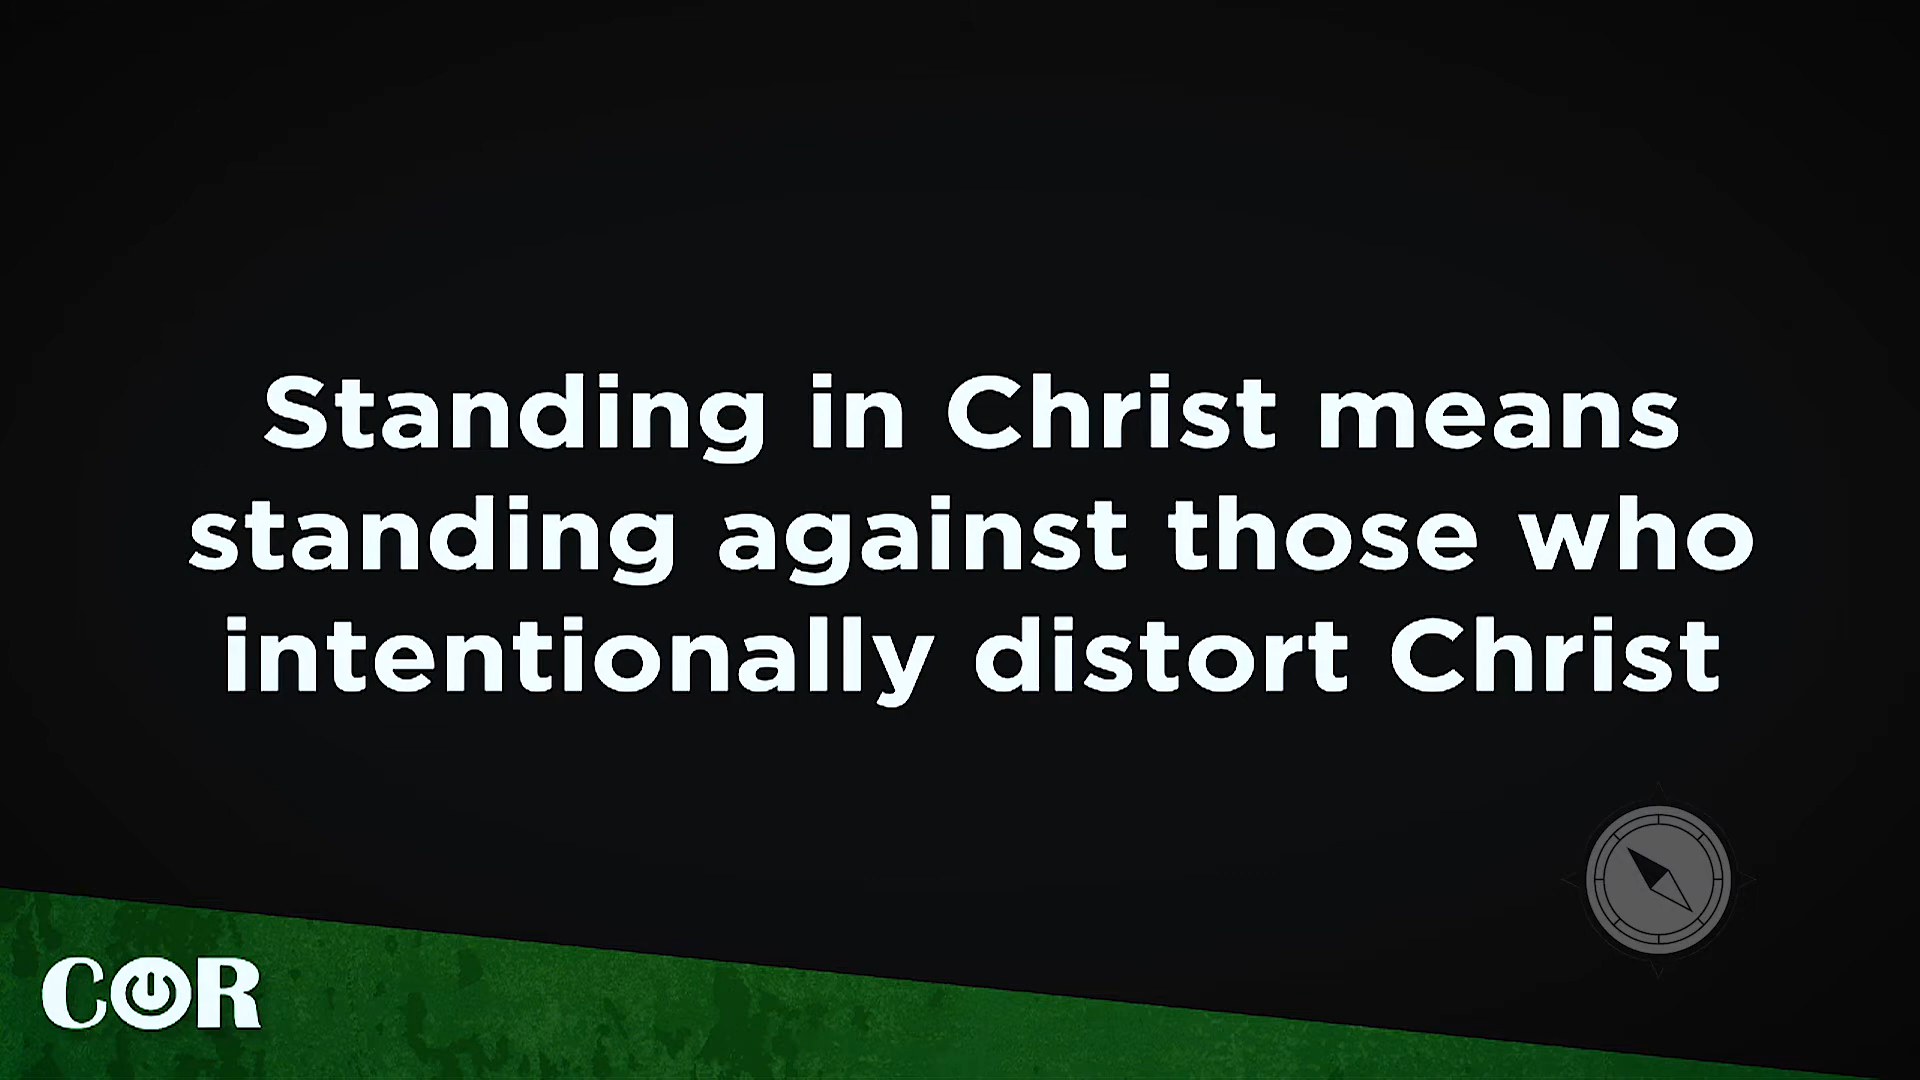 Standing in Christ means
standing against those who
intentionally distort Christ
COR